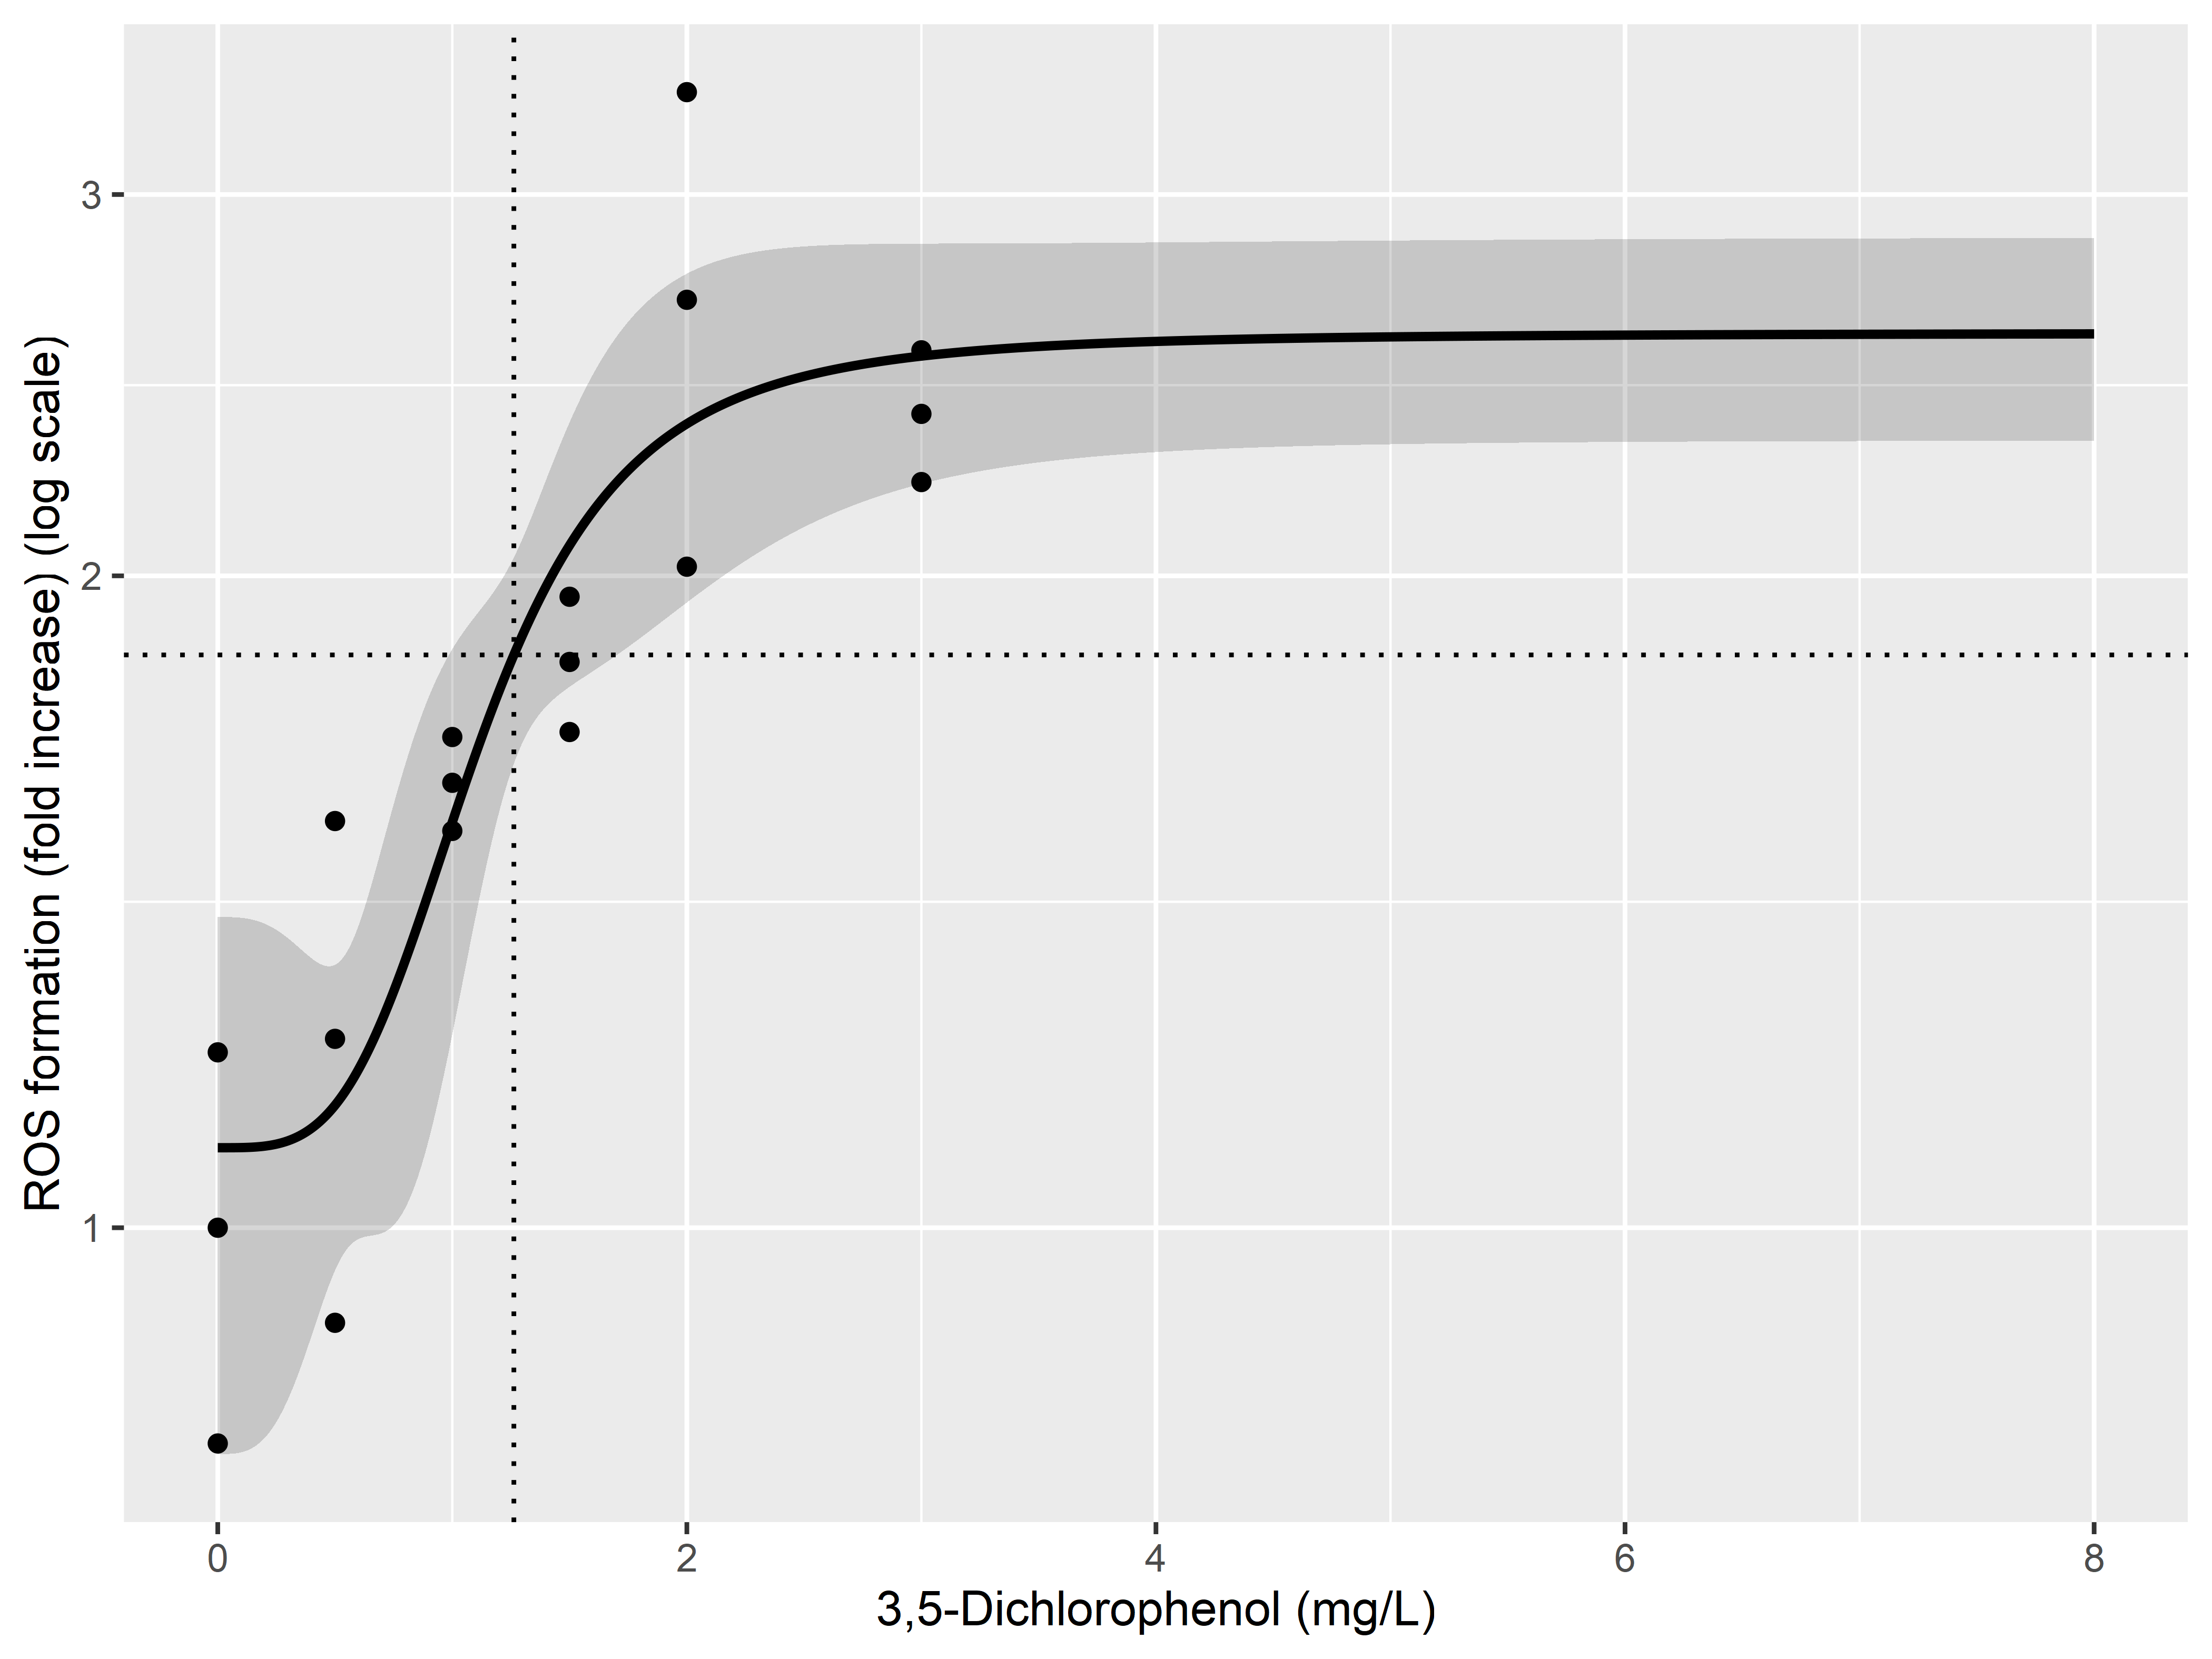 ROS formation (fold increase) (log scale)
3
2
1
0 2 4 6 8
3,5-Dichlorophenol (mg/L)